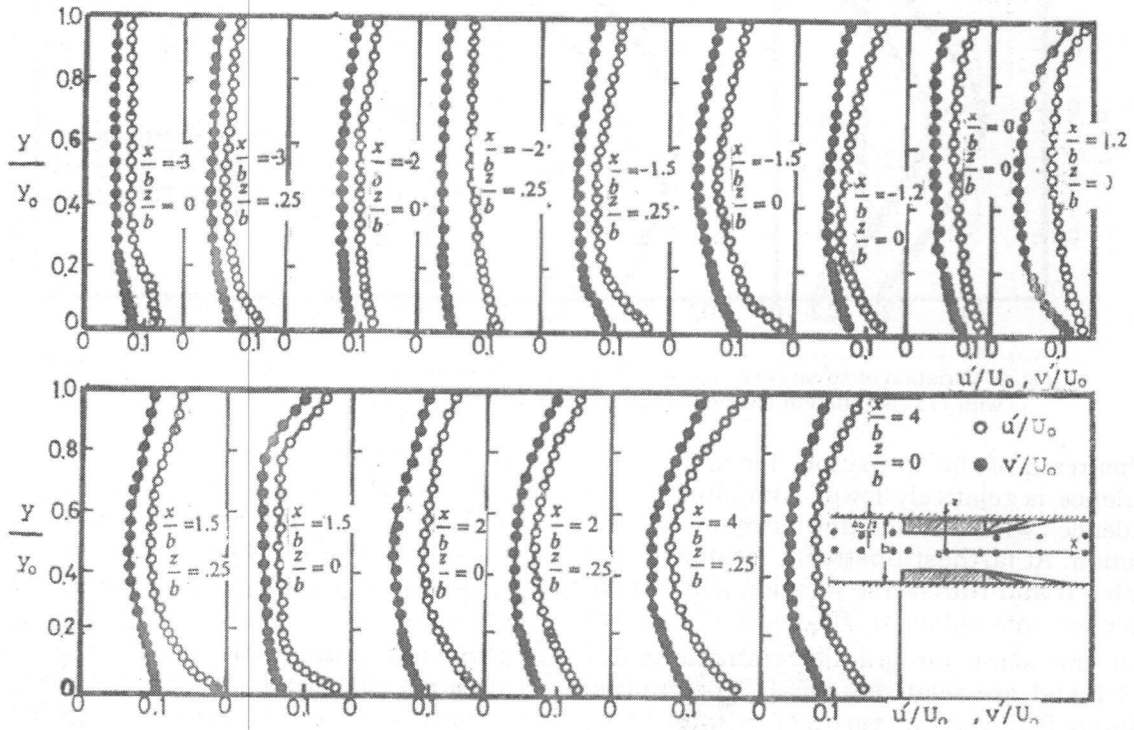 1.0
0.8
0.6
0.4
0.2
0
y
y₀
x/b = -3
z/b = 0
x/b = -3
z/b = .25
x/b = -2
z/b = 0
x/b = -2
z/b = .25
x/b = -1.5
z/b = .25
x/b = -1.5
z/b = 0
x/b = -1.2
z/b = 0
x/b = 0
z/b = 0
x/b = 1.2
z/b = 0
0 0.1 0 0.1 0 0.1 0 0.1 0 0.1 0 0.1 0 0.1 0 0.1 0 0.1
u′/U₀ , v′/U₀
1.0
0.8
0.6
0.4
0.2
0
y
y₀
x/b = 1.5
z/b = .25
x/b = 1.5
z/b = 0
x/b = 2
z/b = 0
x/b = 2
z/b = .25
x/b = 4
z/b = .25
x/b = 4
z/b = 0
○ u′/U₀
● v′/U₀
b
x
0 0.1 0 0.1 0 0.1 0 0.1 0 0.1 0 0.1
u′/U₀ , v′/U₀